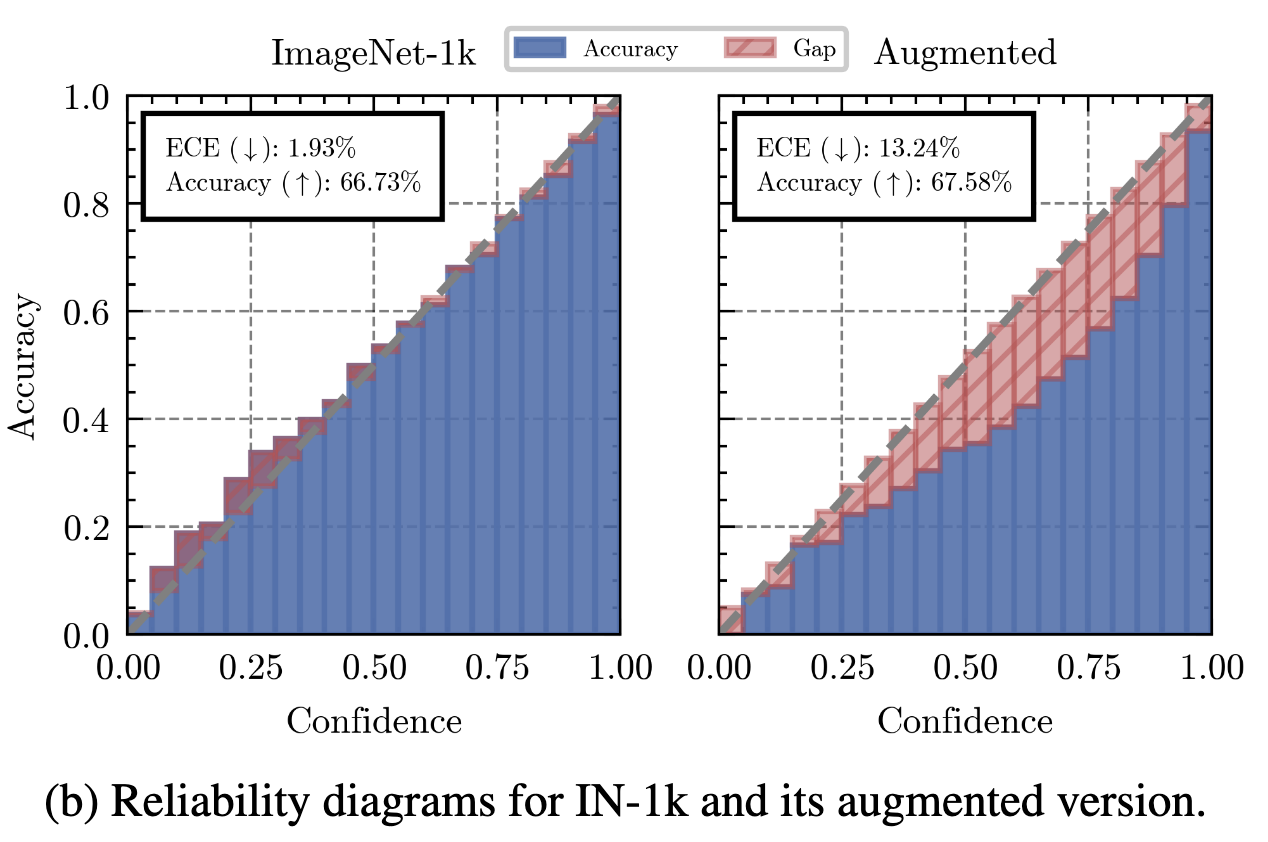 ImageNet-1k
Accuracy
Gap
Augmented
ECE (↓): 1.93%
Accuracy (↑): 66.73%
ECE (↓): 13.24%
Accuracy (↑): 67.58%
Accuracy
1.0
0.8
0.6
0.4
0.2
0.0
0.00 0.25 0.50 0.75 1.00
0.00 0.25 0.50 0.75 1.00
Confidence
Confidence
(b) Reliability diagrams for IN-1k and its augmented version.